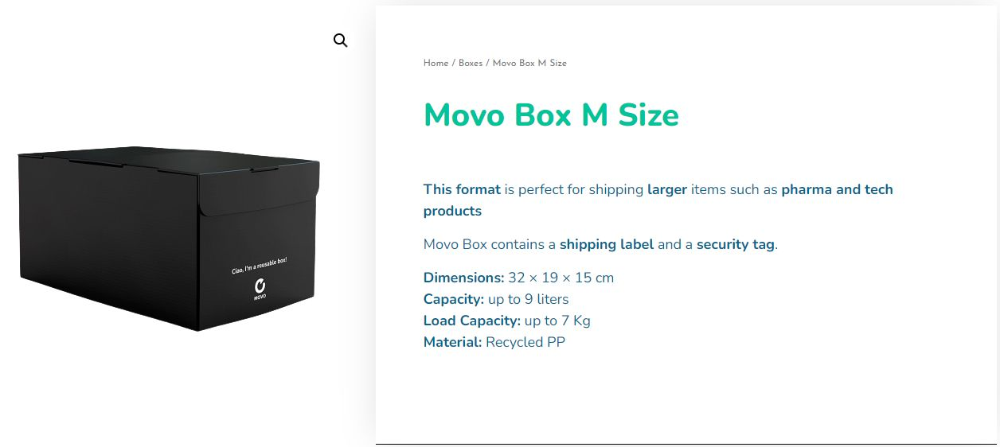 Home / Boxes / Movo Box M Size
Movo Box M Size
This format is perfect for shipping larger items such as pharma and tech
products
Movo Box contains a shipping label and a security tag.
Dimensions: 32 × 19 × 15 cm
Capacity: up to 9 liters
Load Capacity: up to 7 Kg
Material: Recycled PP
Ciao, I'm a reusable box!
MOVO